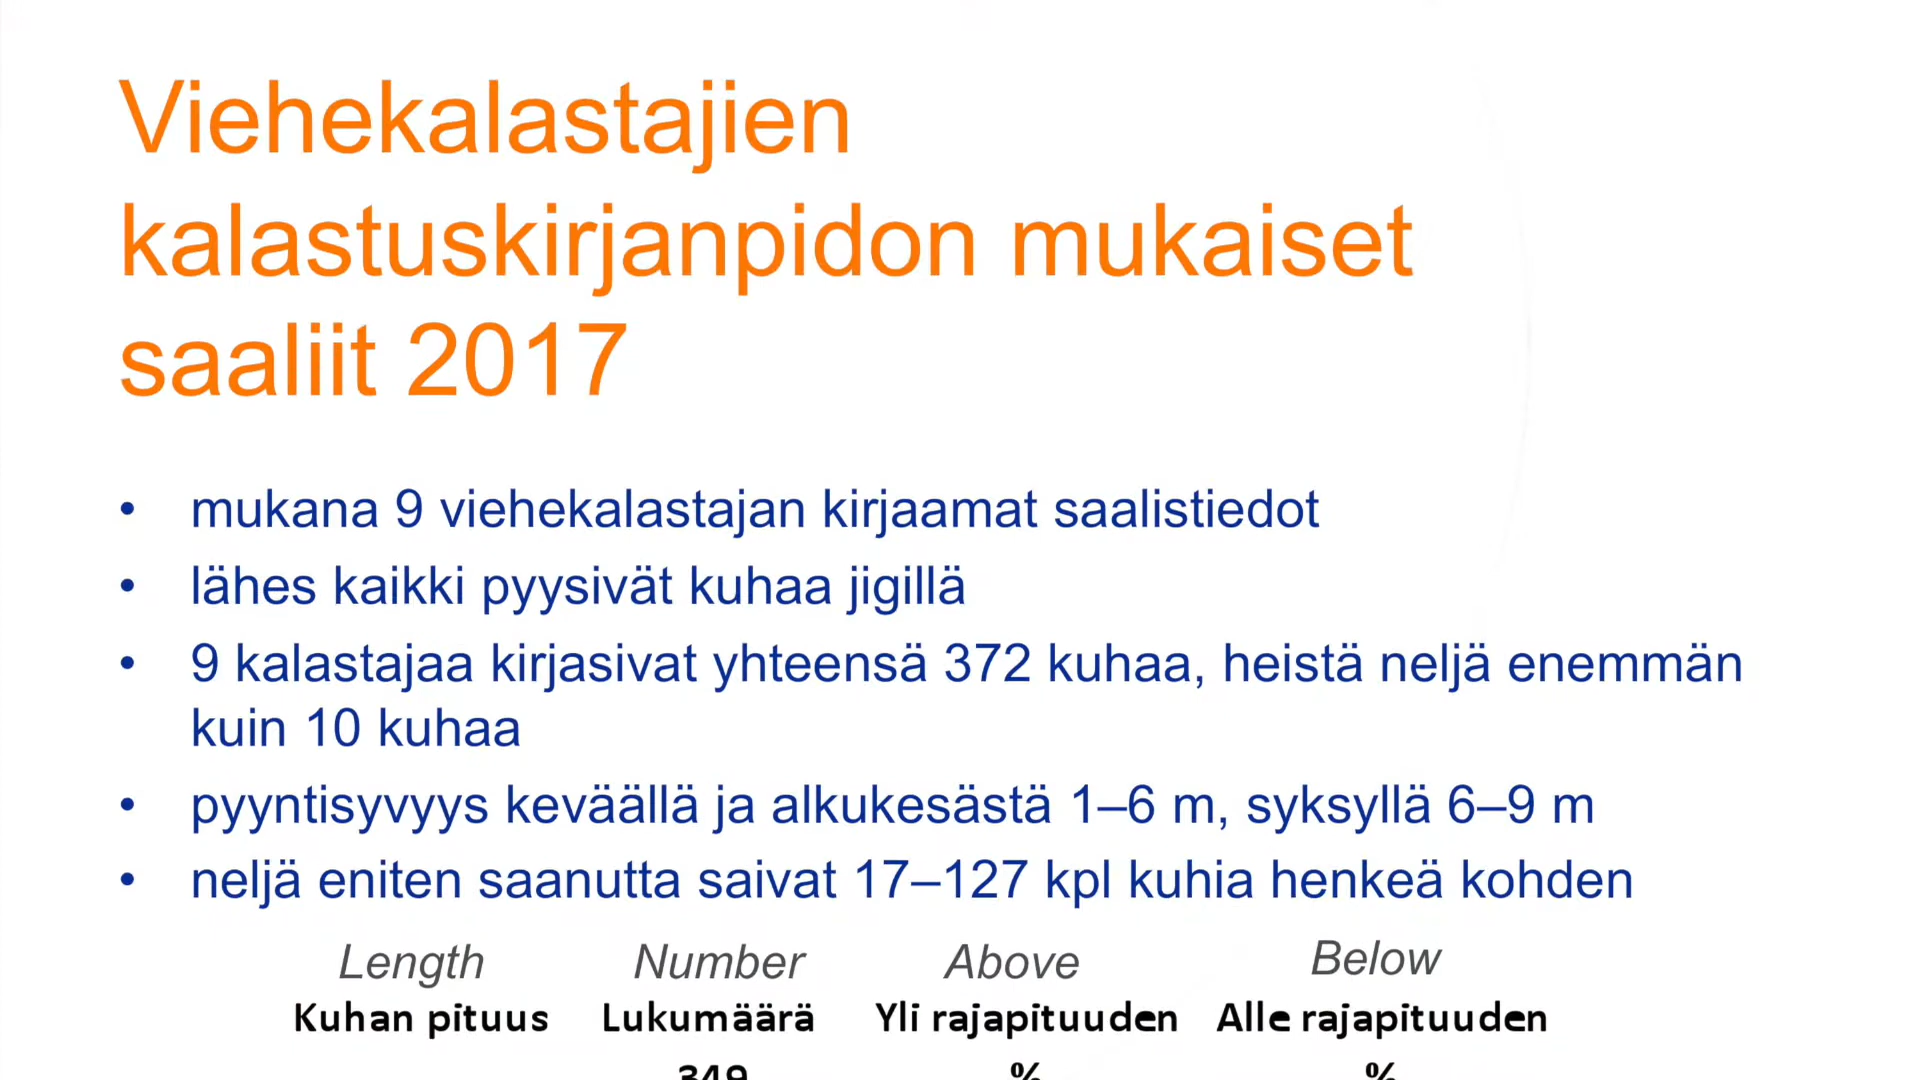 Viehekalastajien
kalastuskirjanpidon mukaiset
saaliit 2017
• mukana 9 viehekalastajan kirjaamat saalistiedot
• lähes kaikki pyysivät kuhaa jigillä
• 9 kalastajaa kirjasivat yhteensä 372 kuhaa, heistä neljä enemmän
kuin 10 kuhaa
• pyyntisyvyys keväällä ja alkukesästä 1–6 m, syksyllä 6–9 m
• neljä eniten saanutta saivat 17–127 kpl kuhia henkeä kohden
Length Number Above Below
Kuhan pituus Lukumäärä Yli rajapituuden Alle rajapituuden
349 % %